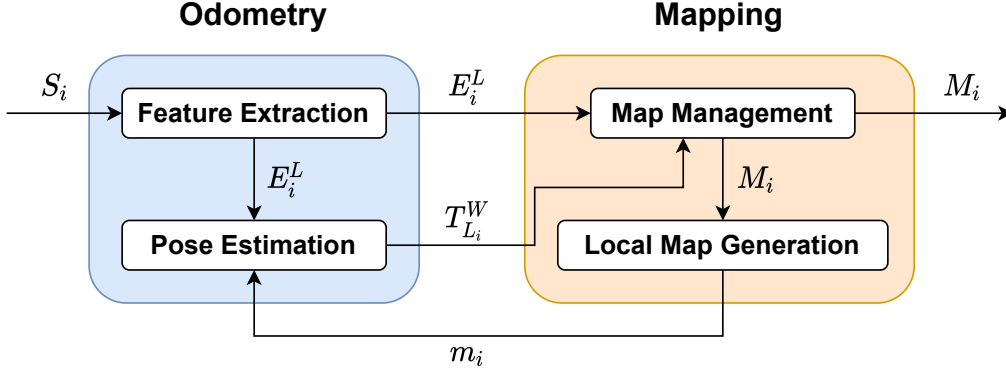 Odometry
Mapping
$S_i$
Feature Extraction
$E_i^L$
Map Management
$M_i$
$E_i^L$
$M_i$
$T_{L_i}^W$
Pose Estimation
Local Map Generation
$m_i$